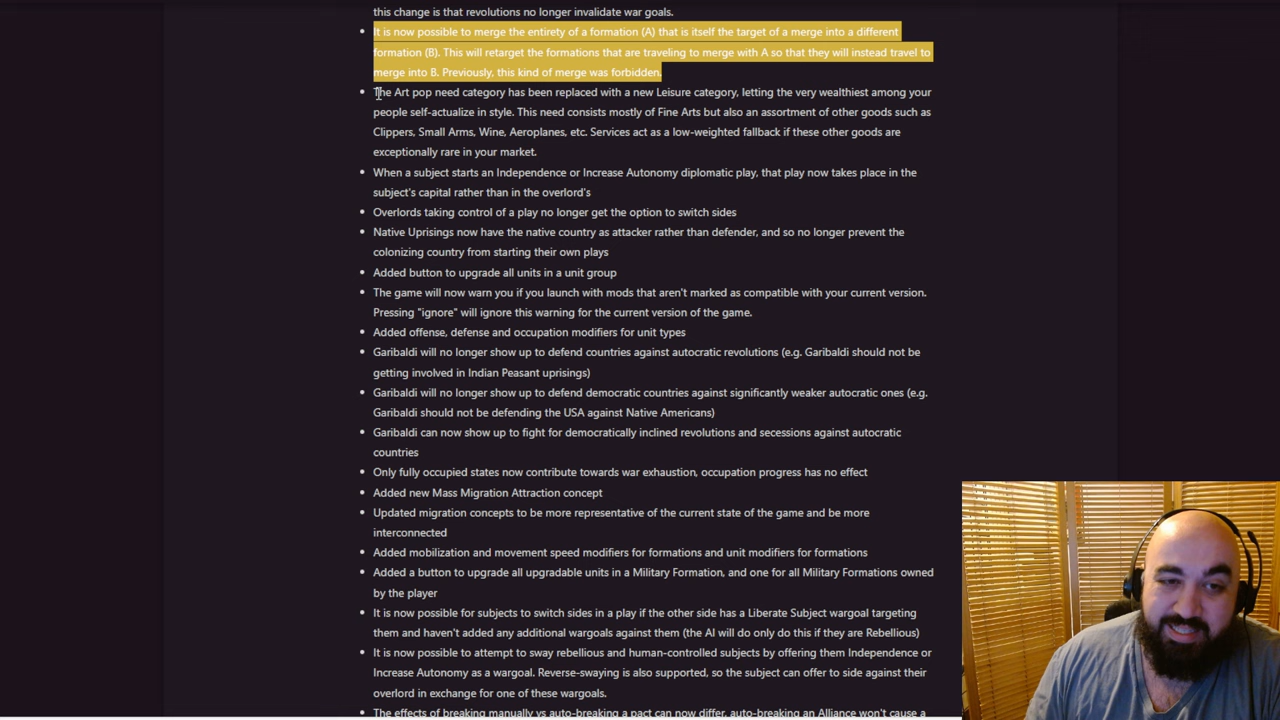 this change is that revolutions no longer invalidate war goals.
It is now possible to merge the entirety of a formation (A) that is itself the target of a merge into a different
formation (B). This will retarget the formations that are traveling to merge with A so that they will instead travel to
merge into B. Previously, this kind of merge was forbidden.
The Art pop need category has been replaced with a new Leisure category, letting the very wealthiest among your
people self-actualize in style. This need consists mostly of Fine Arts but also an assortment of other goods such as
Clippers, Small Arms, Wine, Aeroplanes, etc. Services act as a low-weighted fallback if these other goods are
exceptionally rare in your market.
When a subject starts an Independence or Increase Autonomy diplomatic play, that play now takes place in the
subject's capital rather than in the overlord's
Overlords taking control of a play no longer get the option to switch sides
Native Uprisings now have the native country as attacker rather than defender, and so no longer prevent the
colonizing country from starting their own plays
Added button to upgrade all units in a unit group
The game will now warn you if you launch with mods that aren't marked as compatible with your current version.
Pressing "ignore" will ignore this warning for the current version of the game.
Added offense, defense and occupation modifiers for unit types
Garibaldi will no longer show up to defend countries against autocratic revolutions (e.g. Garibaldi should not be
getting involved in Indian Peasant uprisings)
Garibaldi will no longer show up to defend democratic countries against significantly weaker autocratic ones (e.g.
Garibaldi should not be defending the USA against Native Americans)
Garibaldi can now show up to fight for democratically inclined revolutions and secessions against autocratic
countries
Only fully occupied states now contribute towards war exhaustion, occupation progress has no effect
Added new Mass Migration Attraction concept
Updated migration concepts to be more representative of the current state of the game and be more
interconnected
Added mobilization and movement speed modifiers for formations and unit modifiers for formations
Added a button to upgrade all upgradable units in a Military Formation, and one for all Military Formations owned
by the player
It is now possible for subjects to switch sides in a play if the other side has a Liberate Subject wargoal targeting
them and haven't added any additional wargoals against them (the AI will do only do this if they are Rebellious)
It is now possible to attempt to sway rebellious and human-controlled subjects by offering them Independence or
Increase Autonomy as a wargoal. Reverse-swaying is also supported, so the subject can offer to side against their
overlord in exchange for one of these wargoals.
The effects of breaking manually vs auto-breaking a pact can now differ, auto-breaking an Alliance won't cause a